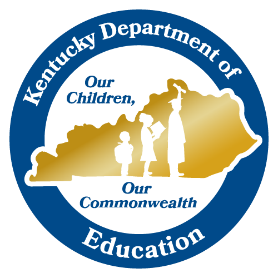 Kentucky Department of
Our
Children,
Our
Commonwealth
Education